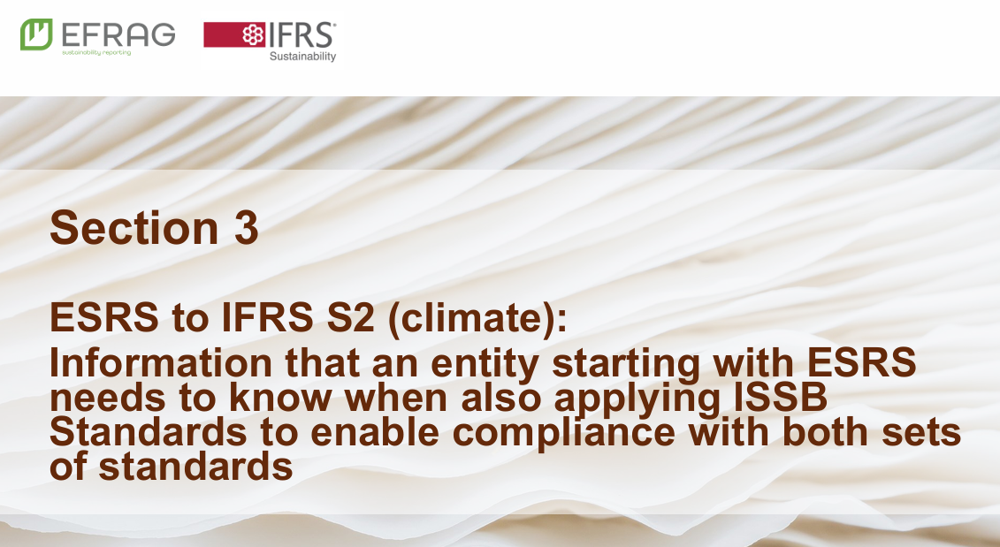 EFRAG
sustainability reporting
IFRS®
Sustainability
Section 3
ESRS to IFRS S2 (climate):
Information that an entity starting with ESRS
needs to know when also applying ISSB
Standards to enable compliance with both sets
of standards